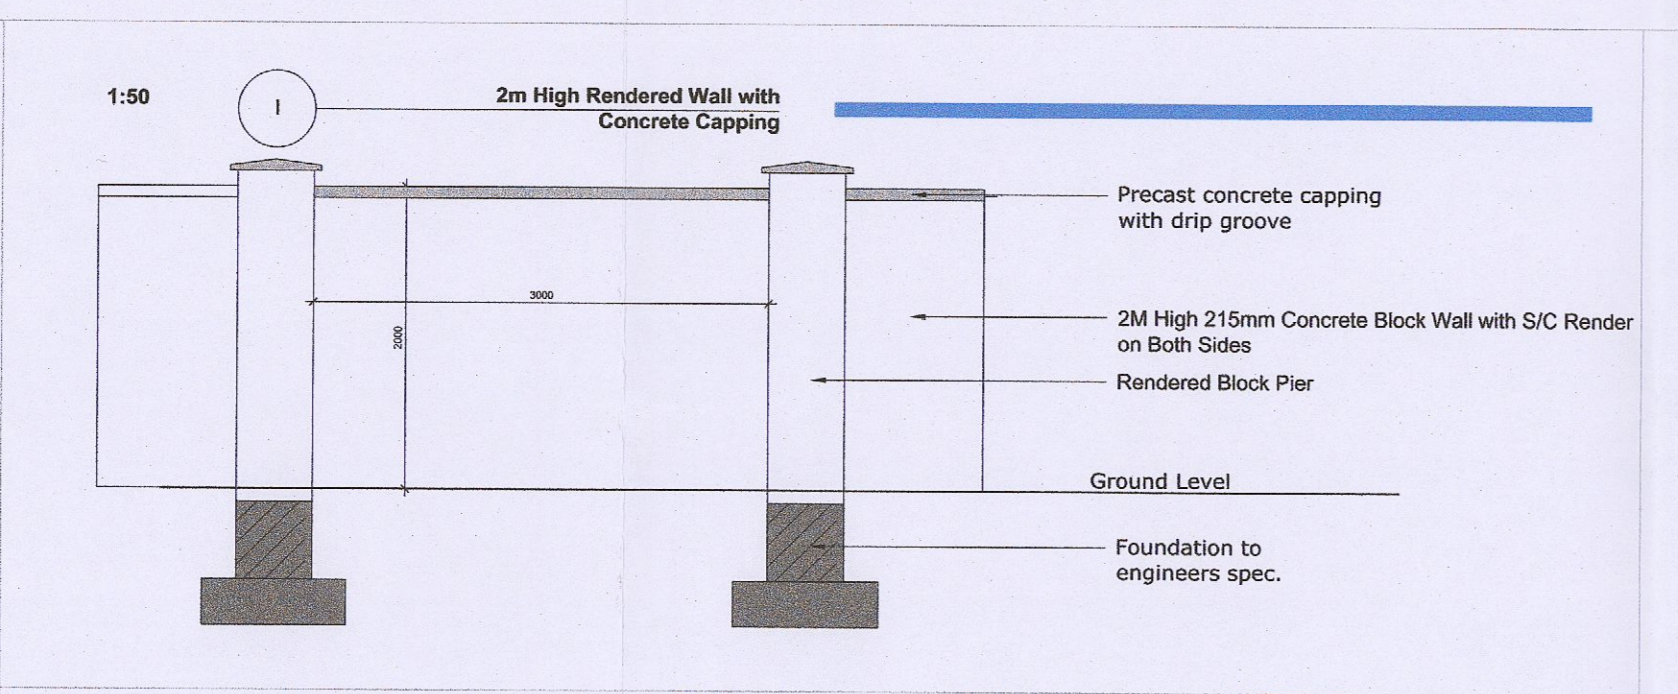 1:50
I
2m High Rendered Wall with
Concrete Capping
Precast concrete capping
with drip groove
3000
2000
2M High 215mm Concrete Block Wall with S/C Render
on Both Sides
Rendered Block Pier
Ground Level
Foundation to
engineers spec.